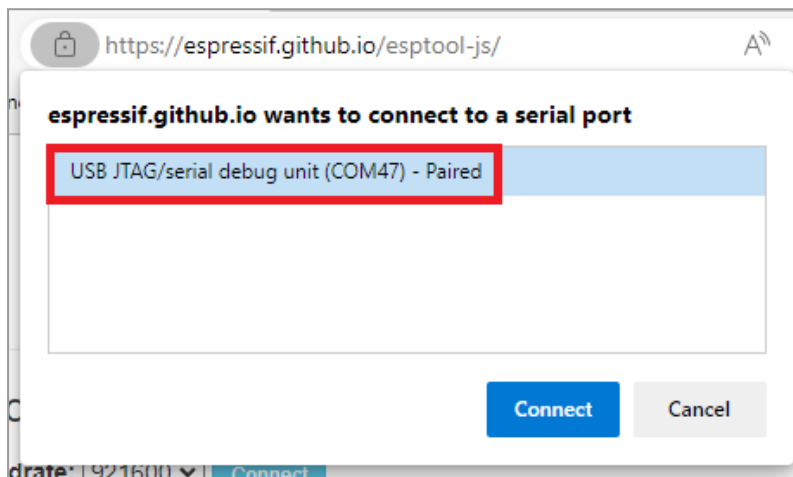 https://espressif.github.io/esptool-js/
espressif.github.io wants to connect to a serial port
USB JTAG/serial debug unit (COM47) - Paired
Connect Cancel
drate: 921600 Connect